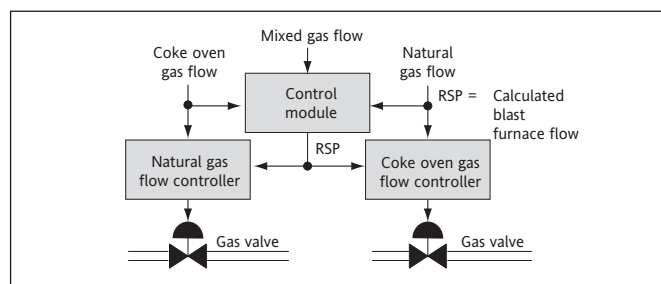 Mixed gas flow
Coke oven
gas flow
Natural
gas flow
Control
module
RSP = Calculated
blast
furnace flow
RSP
Natural gas
flow controller
Coke oven gas
flow controller
Gas valve
Gas valve